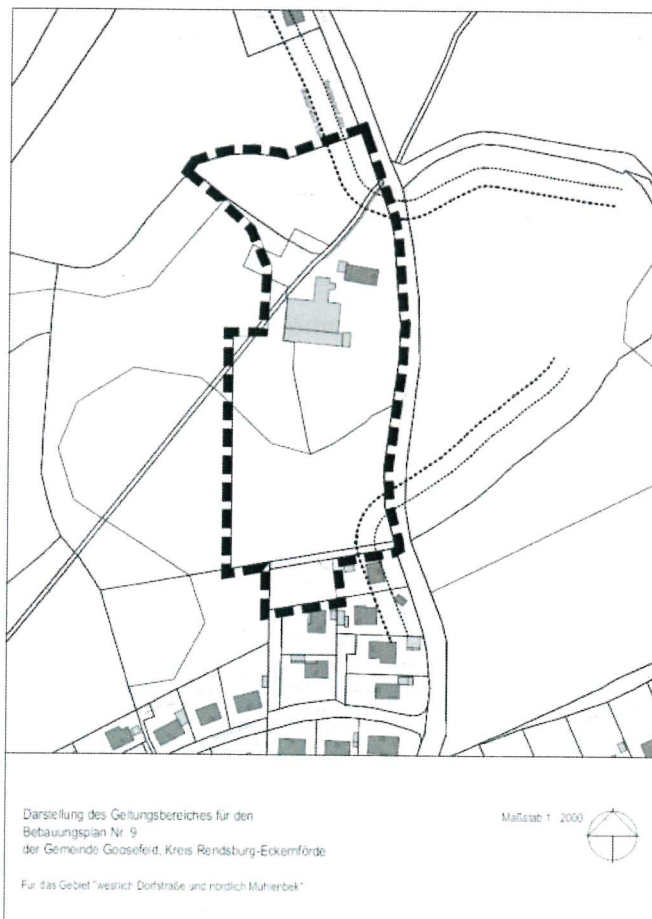 Darstellung des Geltungsbereiches für den
Bebauungsplan Nr. 9
der Gemeinde Goosefeld, Kreis Rendsburg-Eckernförde
Maßstab 1 : 2000
Für das Gebiet "westlich Dorfstraße und nördlich Mühlenbek"